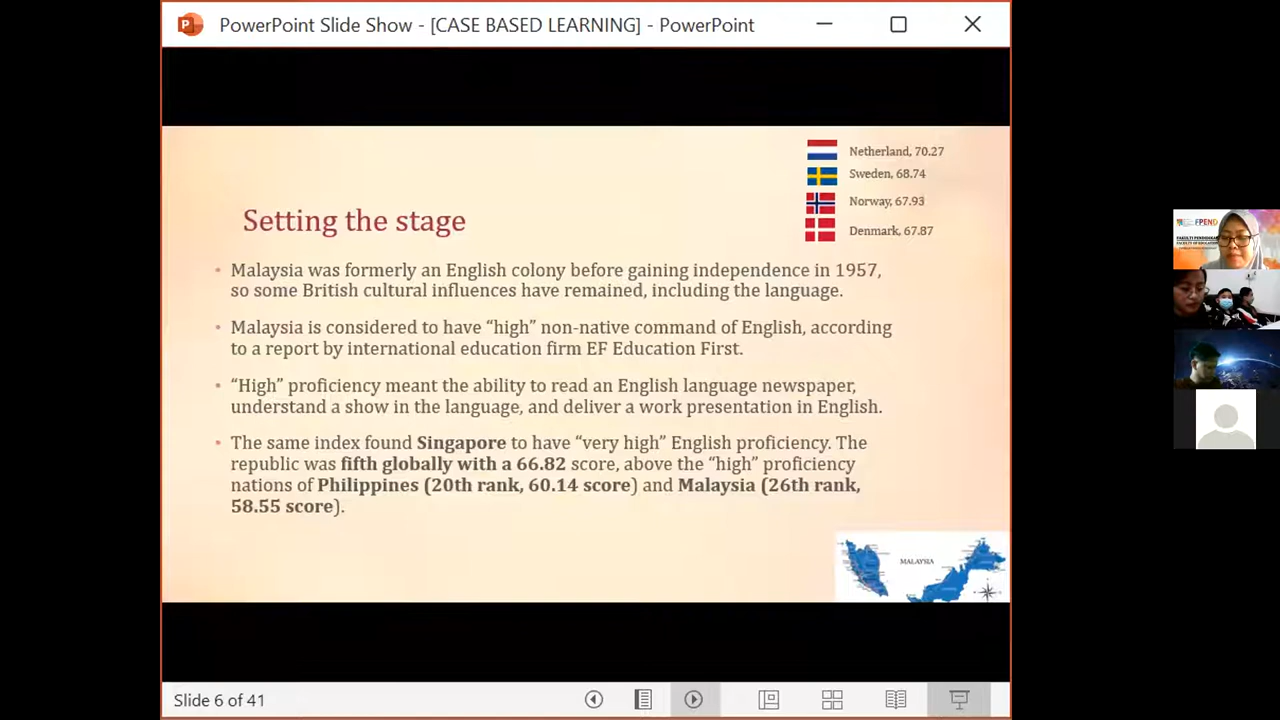 PowerPoint Slide Show - [CASE BASED LEARNING] - PowerPoint
Netherland, 70.27
Sweden, 68.74
Norway, 67.93
Denmark, 67.87
Setting the stage
• Malaysia was formerly an English colony before gaining independence in 1957,
so some British cultural influences have remained, including the language.
• Malaysia is considered to have “high” non-native command of English, according
to a report by international education firm EF Education First.
• “High” proficiency meant the ability to read an English language newspaper,
understand a show in the language, and deliver a work presentation in English.
• The same index found Singapore to have “very high” English proficiency. The
republic was fifth globally with a 66.82 score, above the “high” proficiency
nations of Philippines (20th rank, 60.14 score) and Malaysia (26th rank,
58.55 score).
MALAYSIA
FPEND
Slide 6 of 41